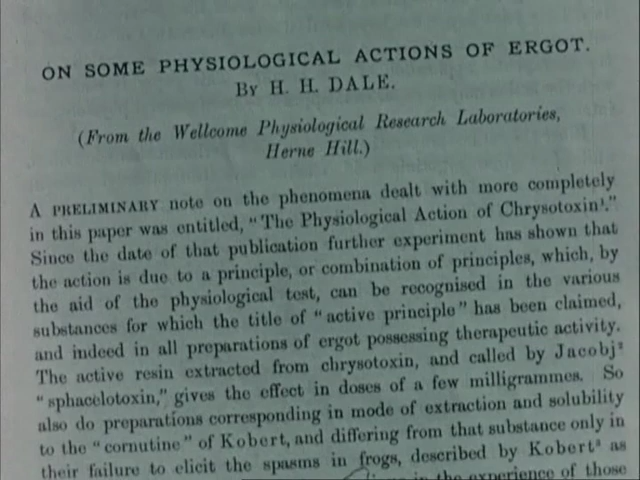 ON SOME PHYSIOLOGICAL ACTIONS OF ERGOT.
By H. H. DALE.
(From the Wellcome Physiological Research Laboratories,
Herne Hill.)
A PRELIMINARY note on the phenomena dealt with more completely
in this paper was entitled, "The Physiological Action of Chrysotoxin¹."
Since the date of that publication further experiment has shown that
the action is due to a principle, or combination of principles, which, by
the aid of the physiological test, can be recognised in the various
substances for which the title of "active principle" has been claimed,
and indeed in all preparations of ergot possessing therapeutic activity.
The active resin extracted from chrysotoxin, and called by Jacobj²
"sphacelotoxin," gives the effect in doses of a few milligrammes. So
also do preparations corresponding in mode of extraction and solubility
to the "cornutine" of Kobert, and differing from that substance only in
their failure to elicit the spasms in frogs, described by Kobert³ as
in the experience of those